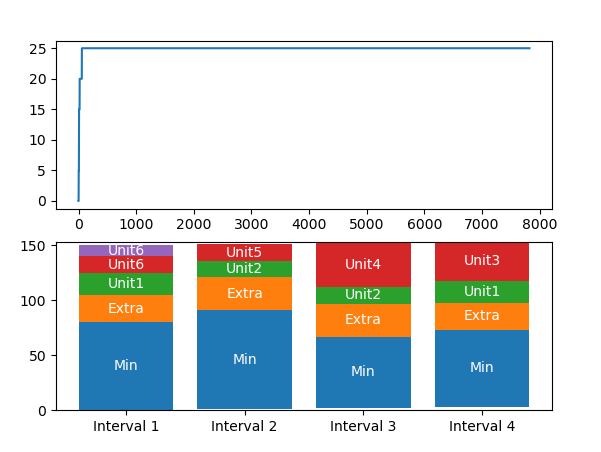 25
20
15
10
5
0
0 1000 2000 3000 4000 5000 6000 7000 8000
150
100
50
0
Unit6
Unit6
Unit1
Extra
Min
Unit5
Unit2
Extra
Min
Unit4
Unit2
Extra
Min
Unit3
Unit1
Extra
Min
Interval 1 Interval 2 Interval 3 Interval 4